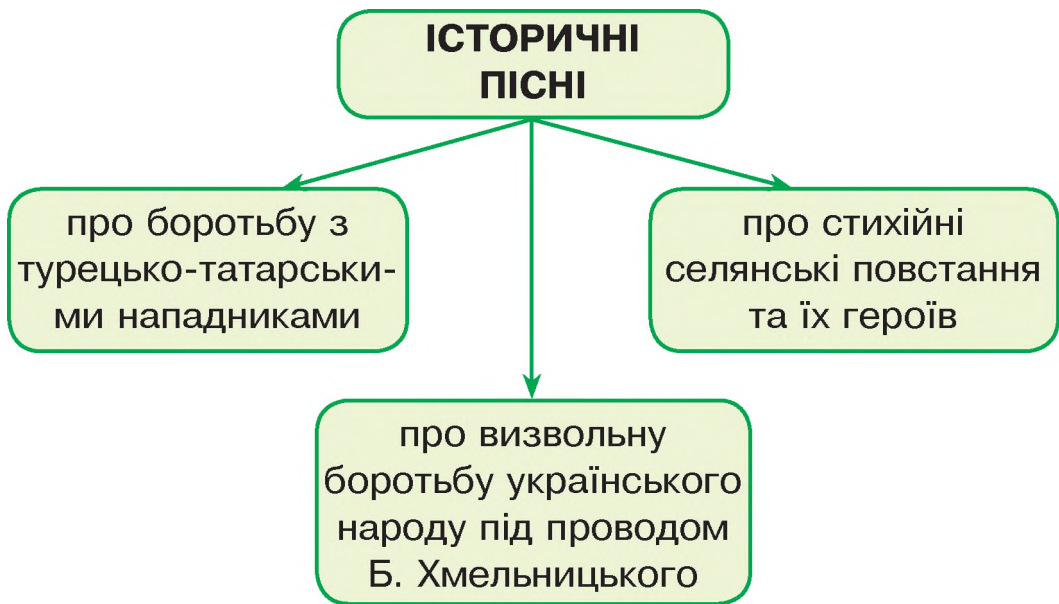 ІСТОРИЧНІ
ПІСНІ
про боротьбу з
турецько-татарськи-
ми нападниками
про стихійні
селянські повстання
та їх героїв
про визвольну
боротьбу українського
народу під проводом
Б. Хмельницького